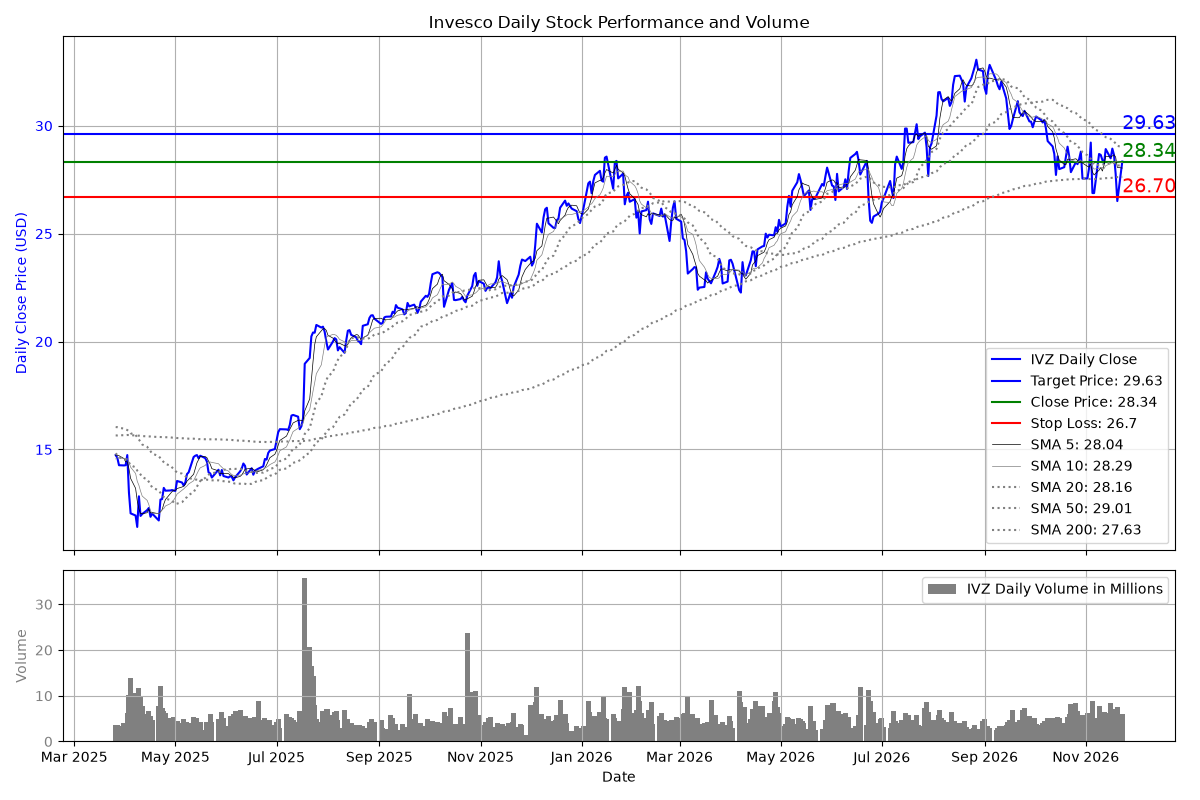 Invesco Daily Stock Performance and Volume
Daily Close Price (USD)
30
25
20
15
29.63
28.34
26.70
IVZ Daily Close
Target Price: 29.63
Close Price: 28.34
Stop Loss: 26.7
SMA 5: 28.04
SMA 10: 28.29
SMA 20: 28.16
SMA 50: 29.01
SMA 200: 27.63
Volume
30
20
10
0
IVZ Daily Volume in Millions
Mar 2025 May 2025 Jul 2025 Sep 2025 Nov 2025 Jan 2026 Mar 2026 May 2026 Jul 2026 Sep 2026 Nov 2026
Date